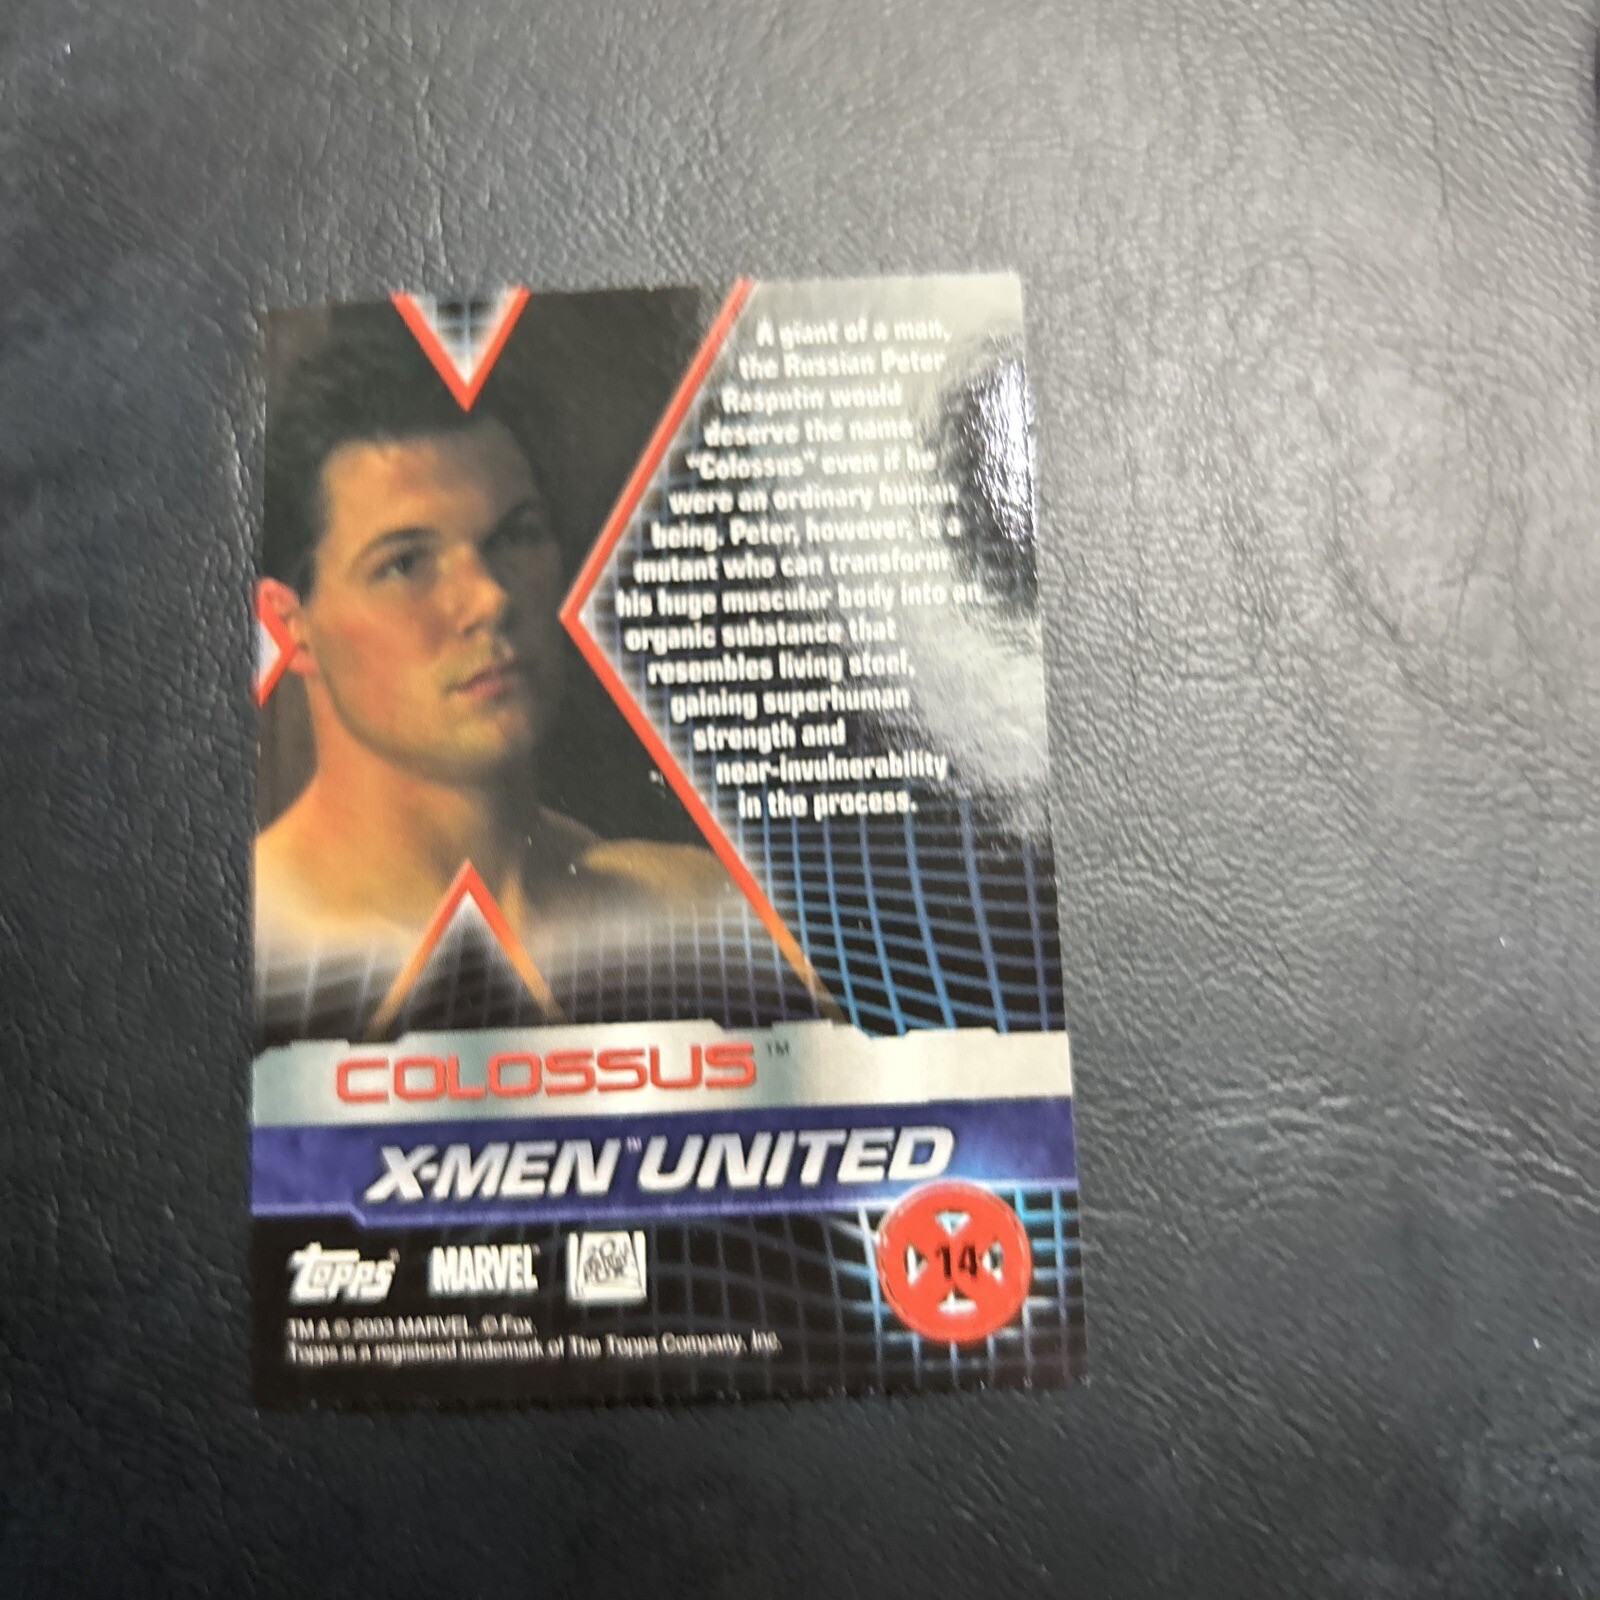 A giant of a man,
the Russian Peter
Rasputin would
deserve the name
"Colossus" even if he
were an ordinary human
being. Peter, however, is a
mutant who can transform
his huge muscular body into an
organic substance that
resembles living steel,
gaining superhuman
strength and
near-invulnerability
in the process.
COLOSSUS™
X-MEN™ UNITED
Topps® MARVEL®
14
TM & © 2003 MARVEL. © Fox
Topps is a registered trademark of The Topps Company, Inc.